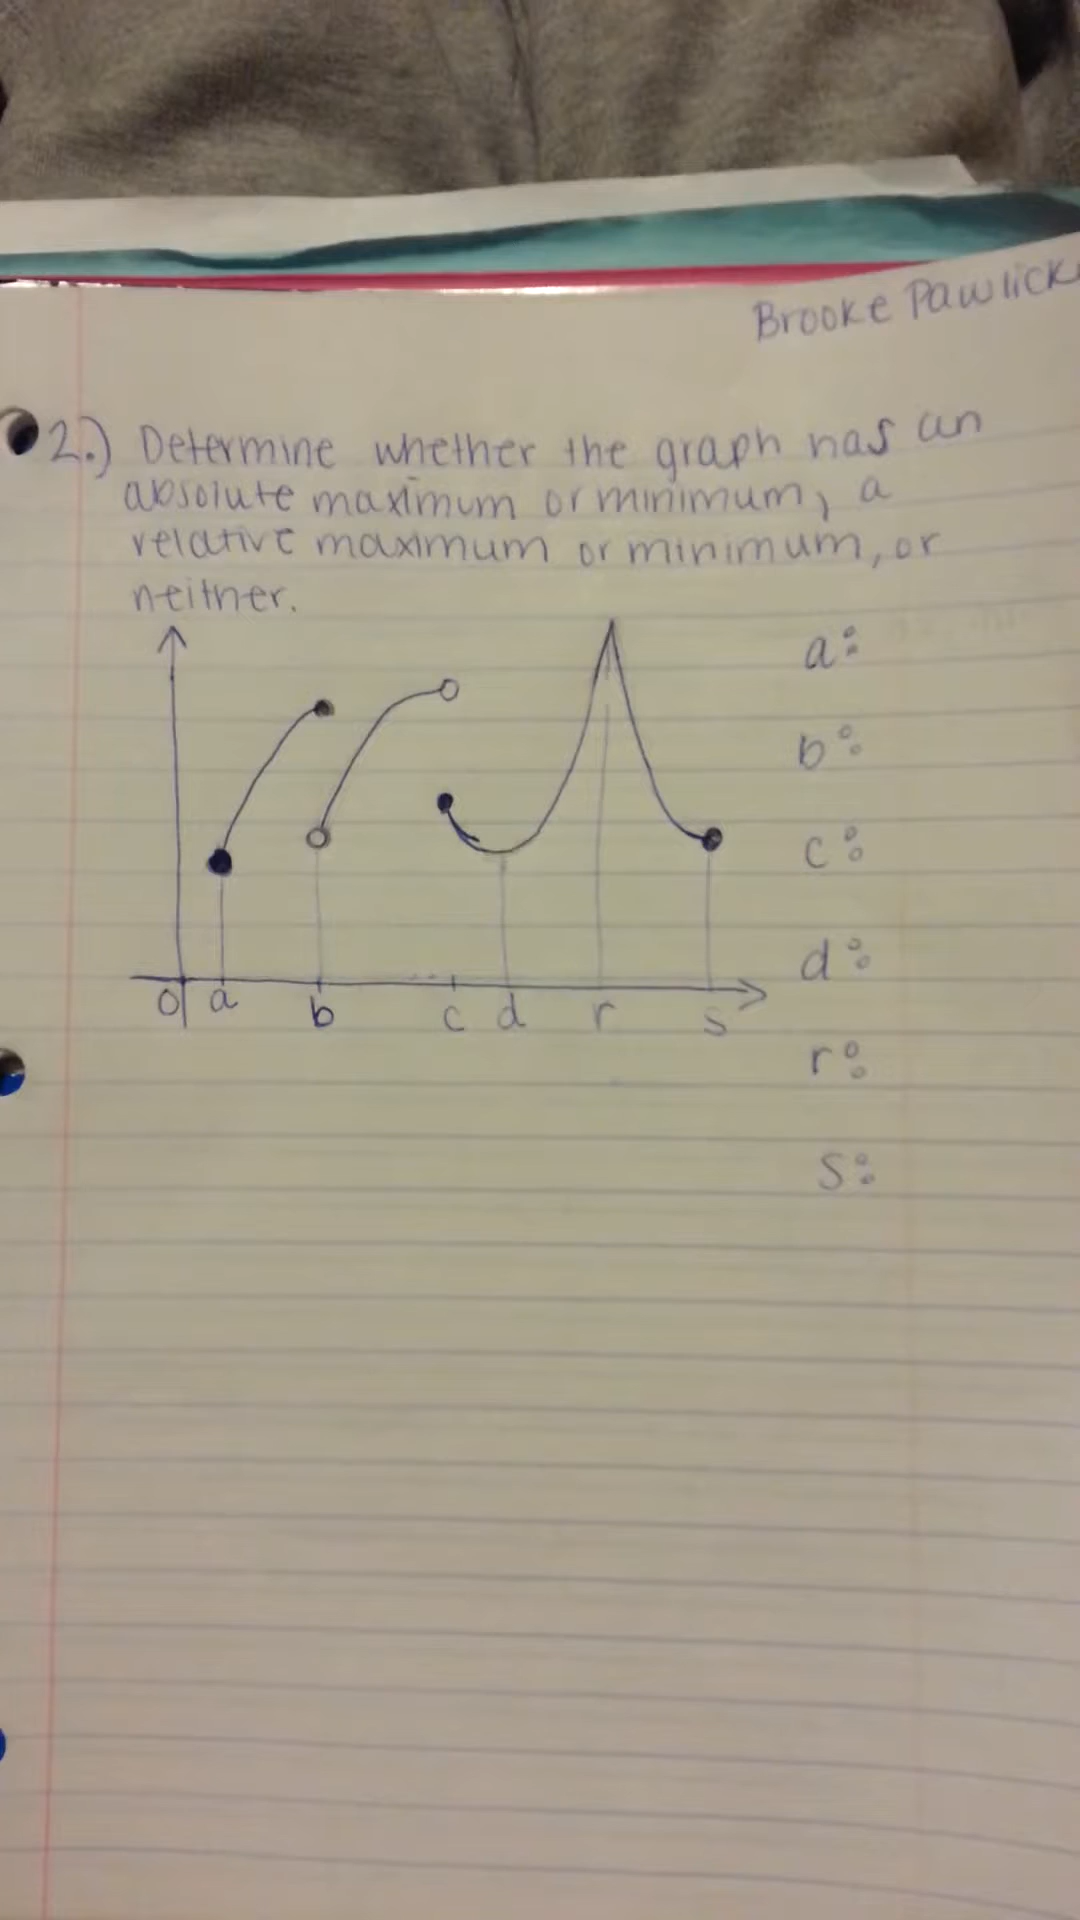 Brooke
2.) Determine whether the graph has an
absolute maximum or minimum, a
relative maximum or minimum, or
neither.
a:
b:
c:
d:
r:
s:
0 a b c d r s